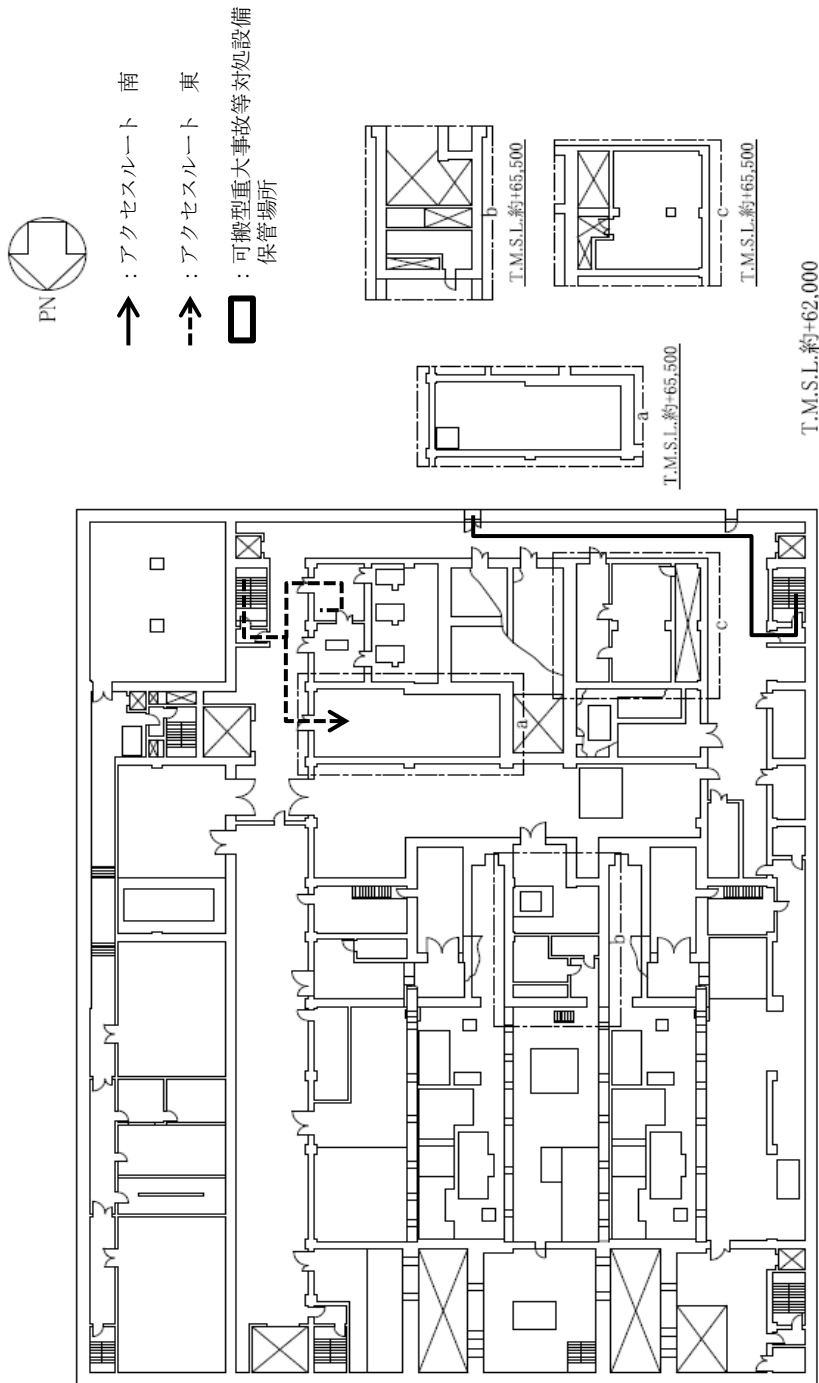 PN
：アクセスルート　南
：アクセスルート　東
：可搬型重大事故等対処設備
保管場所
b
T.M.S.L.約+65,500
c
T.M.S.L.約+65,500
a
T.M.S.L.約+65,500
a
c
b
T.M.S.L.約+62,000